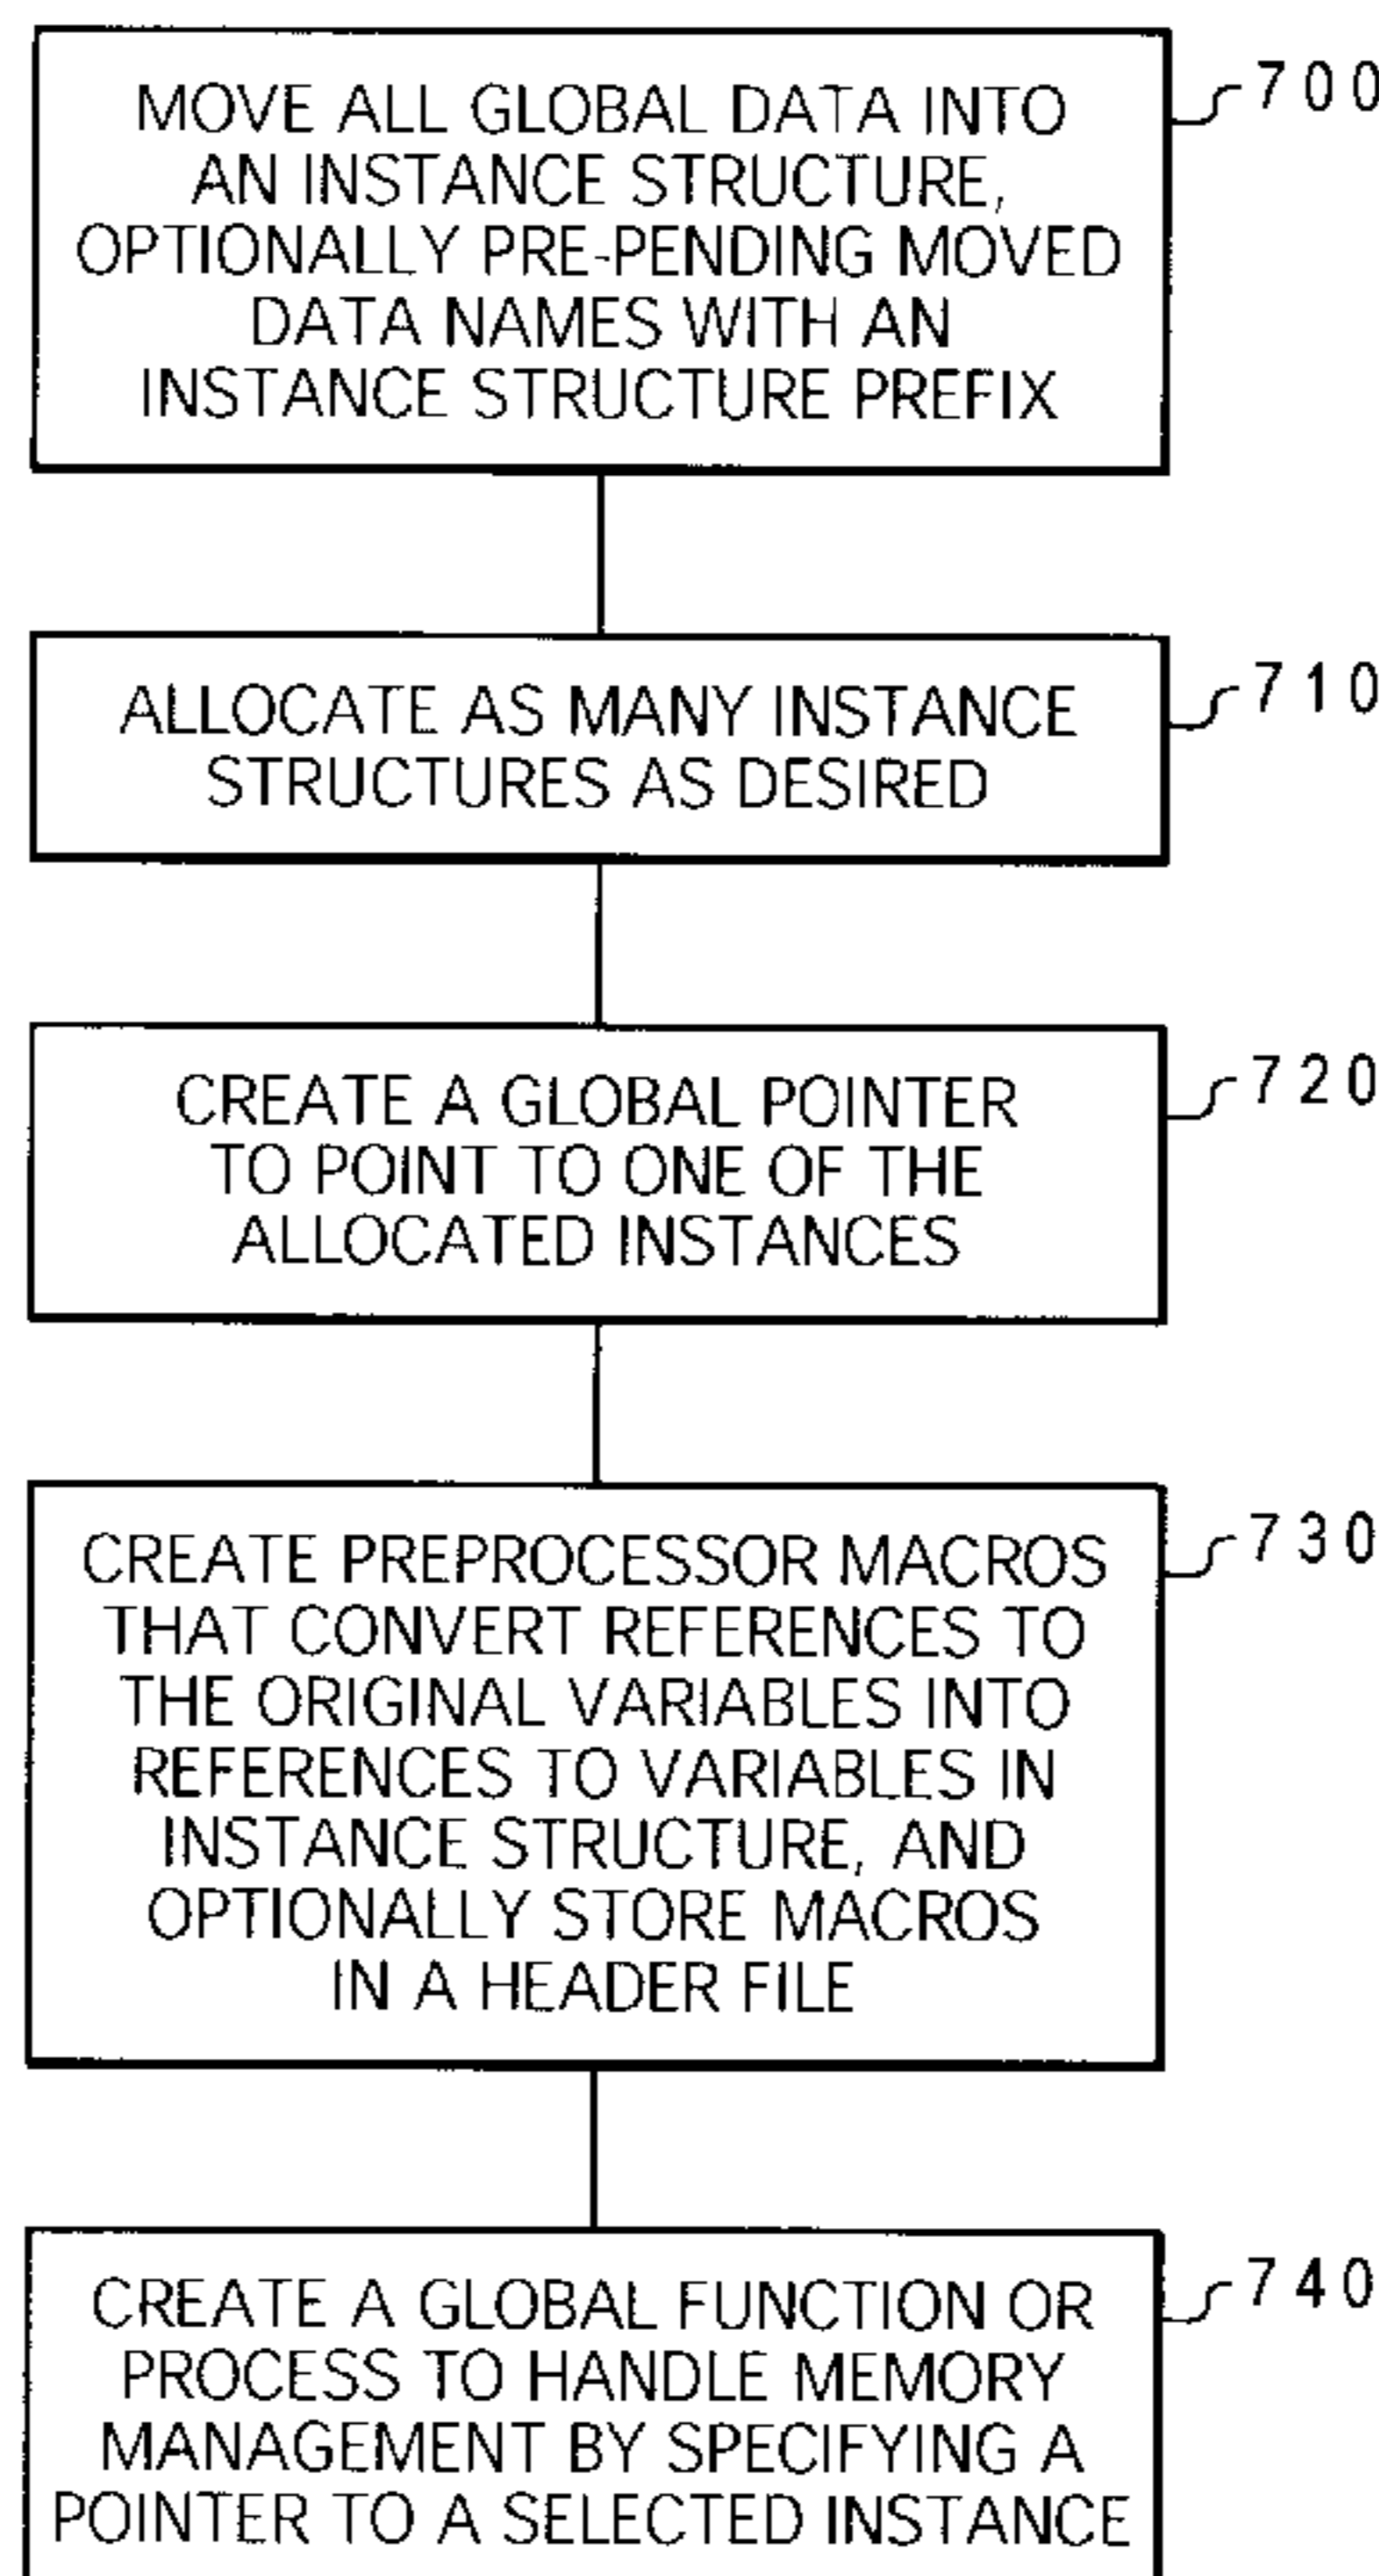 MOVE ALL GLOBAL DATA INTO
AN INSTANCE STRUCTURE,
OPTIONALLY PRE-PENDING MOVED
DATA NAMES WITH AN
INSTANCE STRUCTURE PREFIX
700
ALLOCATE AS MANY INSTANCE
STRUCTURES AS DESIRED
710
CREATE A GLOBAL POINTER
TO POINT TO ONE OF THE
ALLOCATED INSTANCES
720
CREATE PREPROCESSOR MACROS
THAT CONVERT REFERENCES TO
THE ORIGINAL VARIABLES INTO
REFERENCES TO VARIABLES IN
INSTANCE STRUCTURE, AND
OPTIONALLY STORE MACROS
IN A HEADER FILE
730
CREATE A GLOBAL FUNCTION OR
PROCESS TO HANDLE MEMORY
MANAGEMENT BY SPECIFYING A
POINTER TO A SELECTED INSTANCE
740